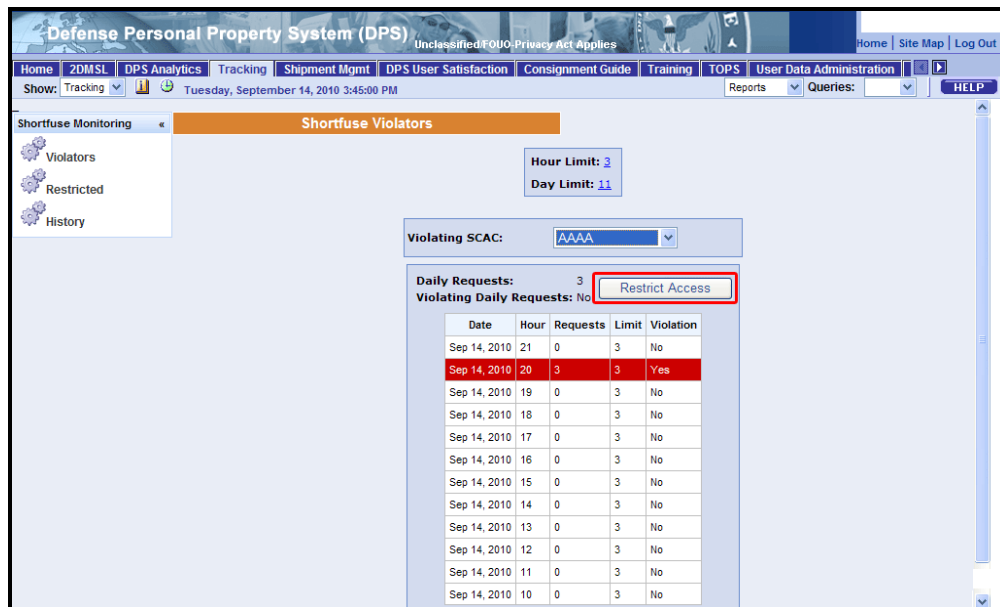 Defense Personal Property System (DPS) Unclassified/FOUO-Privacy Act Applies
Home | Site Map | Log Out
Home 2DMSL DPS Analytics Tracking Shipment Mgmt DPS User Satisfaction Consignment Guide Training TOPS User Data Administration
Show: Tracking Tuesday, September 14, 2010 3:45:00 PM Reports Queries: HELP
Shortfuse Monitoring «
Violators
Restricted
History
Shortfuse Violators
Hour Limit: 3
Day Limit: 11
Violating SCAC: AAAA
Daily Requests: 3
Violating Daily Requests: No
Restrict Access
Date Hour Requests Limit Violation
Sep 14, 2010 21 0 3 No
Sep 14, 2010 20 3 3 Yes
Sep 14, 2010 19 0 3 No
Sep 14, 2010 18 0 3 No
Sep 14, 2010 17 0 3 No
Sep 14, 2010 16 0 3 No
Sep 14, 2010 15 0 3 No
Sep 14, 2010 14 0 3 No
Sep 14, 2010 13 0 3 No
Sep 14, 2010 12 0 3 No
Sep 14, 2010 11 0 3 No
Sep 14, 2010 10 0 3 No